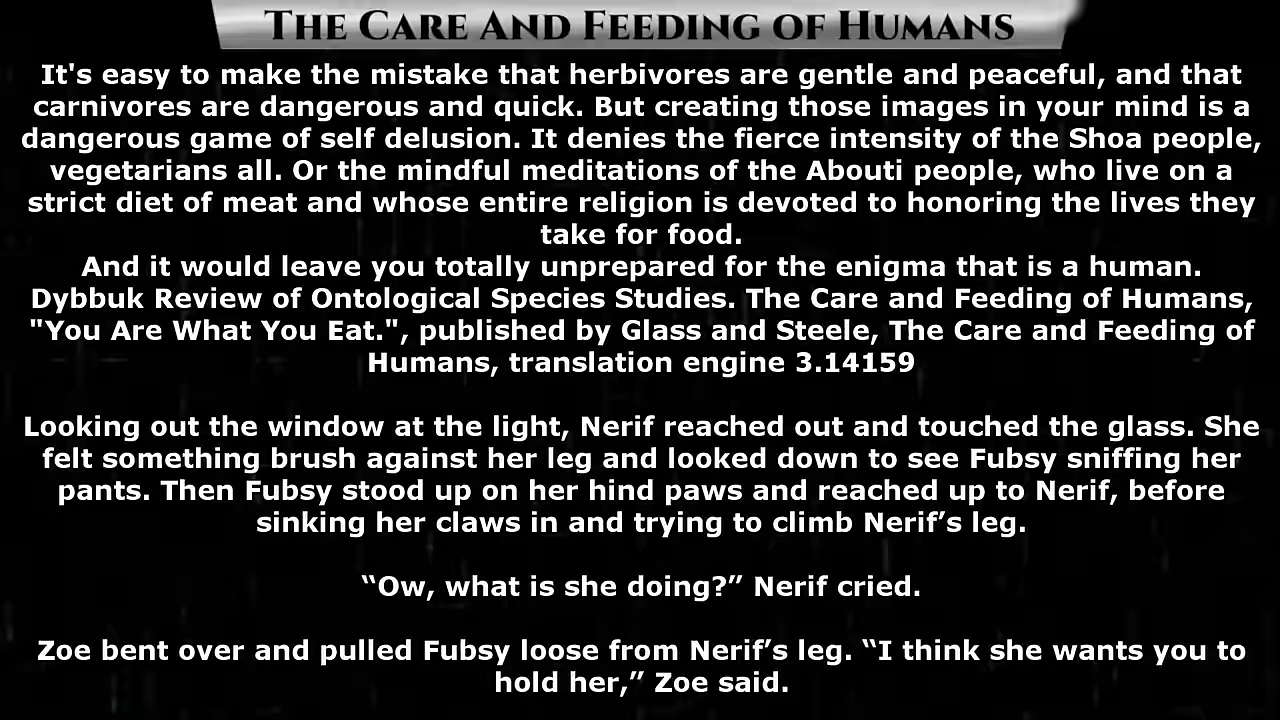 The Care And Feeding of Humans
It's easy to make the mistake that herbivores are gentle and peaceful, and that
carnivores are dangerous and quick. But creating those images in your mind is a
dangerous game of self delusion. It denies the fierce intensity of the Shoa people,
vegetarians all. Or the mindful meditations of the Abouti people, who live on a
strict diet of meat and whose entire religion is devoted to honoring the lives they
take for food.
And it would leave you totally unprepared for the enigma that is a human.
Dybbuk Review of Ontological Species Studies. The Care and Feeding of Humans,
"You Are What You Eat.", published by Glass and Steele, The Care and Feeding of
Humans, translation engine 3.14159
Looking out the window at the light, Nerif reached out and touched the glass. She
felt something brush against her leg and looked down to see Fubsy sniffing her
pants. Then Fubsy stood up on her hind paws and reached up to Nerif, before
sinking her claws in and trying to climb Nerif’s leg.
“Ow, what is she doing?” Nerif cried.
Zoe bent over and pulled Fubsy loose from Nerif’s leg. “I think she wants you to
hold her,” Zoe said.